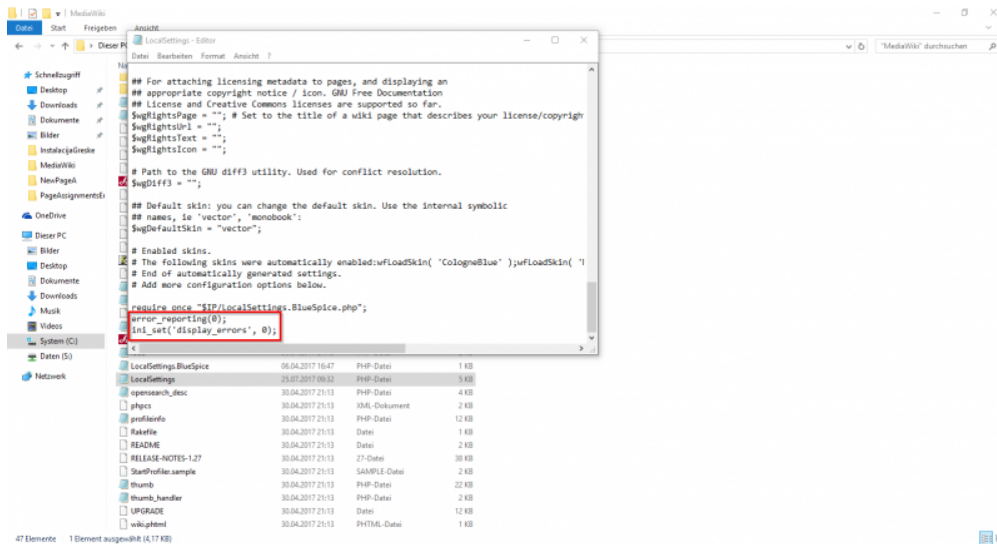 MediaWiki
Datei Start Freigeben Ansicht
Dieser PC
"MediaWiki" durchsuchen
Schnellzugriff
Desktop
Downloads
Dokumente
Bilder
InstalacijaGreske
MediaWiki
NewPageA
PageAssignmentsE
OneDrive
Dieser PC
Bilder
Desktop
Dokumente
Downloads
Musik
Videos
System (C:)
Daten (S:)
Netzwerk
LocalSettings - Editor
Datei Bearbeiten Format Ansicht ?
## For attaching licensing metadata to pages, and displaying an
## appropriate copyright notice / icon. GNU Free Documentation
## License and Creative Commons licenses are supported so far.
$wgRightsPage = ""; # Set to the title of a wiki page that describes your license/copyright
$wgRightsUrl = "";
$wgRightsText = "";
$wgRightsIcon = "";
# Path to the GNU diff3 utility. Used for conflict resolution.
$wgDiff3 = "";
## Default skin: you can change the default skin. Use the internal symbolic
## names, ie 'vector', 'monobook':
$wgDefaultSkin = "vector";
# Enabled skins.
# The following skins were automatically enabled:wfLoadSkin( 'CologneBlue' );wfLoadSkin( '
# End of automatically generated settings.
# Add more configuration options below.
require_once "$IP/LocalSettings.BlueSpice.php";
error_reporting(0);
ini_set('display_errors', 0);
LocalSettings.BlueSpice 06.04.2017 16:47 PHP-Datei 1 KB
LocalSettings 25.07.2017 09:32 PHP-Datei 5 KB
opensearch_desc 30.04.2017 21:13 PHP-Datei 4 KB
phpcs 30.04.2017 21:13 XML-Dokument 2 KB
profileinfo 30.04.2017 21:13 PHP-Datei 12 KB
Rakefile 30.04.2017 21:13 Datei 1 KB
README 30.04.2017 21:13 Datei 2 KB
RELEASE-NOTES-1.27 30.04.2017 21:13 27-Datei 38 KB
StartProfiler.sample 30.04.2017 21:13 SAMPLE-Datei 2 KB
thumb 30.04.2017 21:13 PHP-Datei 22 KB
thumb_handler 30.04.2017 21:13 PHP-Datei 2 KB
UPGRADE 30.04.2017 21:13 Datei 12 KB
wiki.phtml 30.04.2017 21:13 PHTML-Datei 1 KB
47 Elemente 1 Element ausgewählt (4,17 KB)